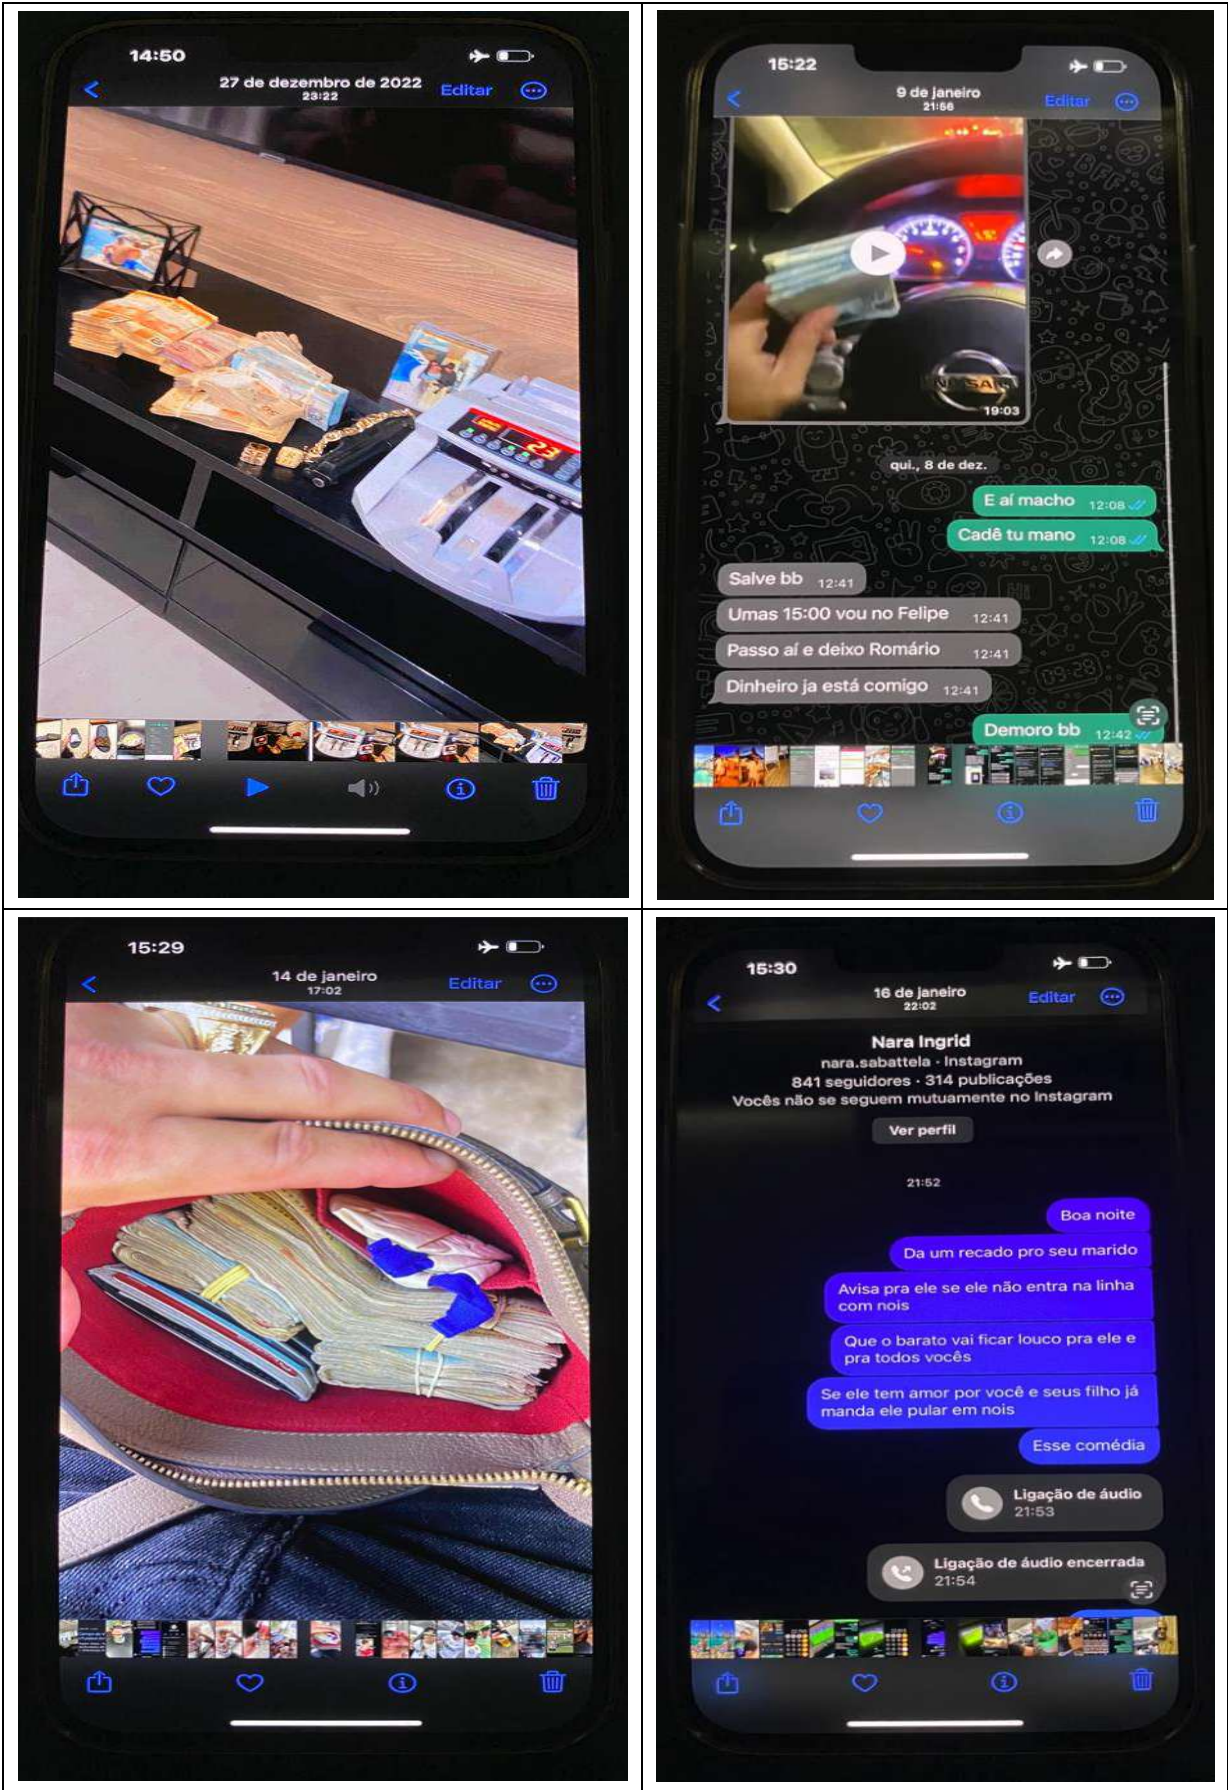 14:50
27 de dezembro de 2022
23:22
Editar
23
15:22
9 de janeiro
21:56
Editar
NISSAN
19:03
qui., 8 de dez.
E aí macho 12:08
Cadê tu mano 12:08
Salve bb 12:41
Umas 15:00 vou no Felipe 12:41
Passo aí e deixo Romário 12:41
Dinheiro ja está comigo 12:41
Demoro bb 12:42
15:29
14 de janeiro
17:02
Editar
15:30
16 de janeiro
22:02
Editar
Nara Ingrid
nara.sabattela · Instagram
841 seguidores · 314 publicações
Vocês não se seguem mutuamente no Instagram
Ver perfil
21:52
Boa noite
Da um recado pro seu marido
Avisa pra ele se ele não entra na linha
com nois
Que o barato vai ficar louco pra ele e
pra todos vocês
Se ele tem amor por você e seus filho já
manda ele pular em nois
Esse comédia
Ligação de áudio
21:53
Ligação de áudio encerrada
21:54